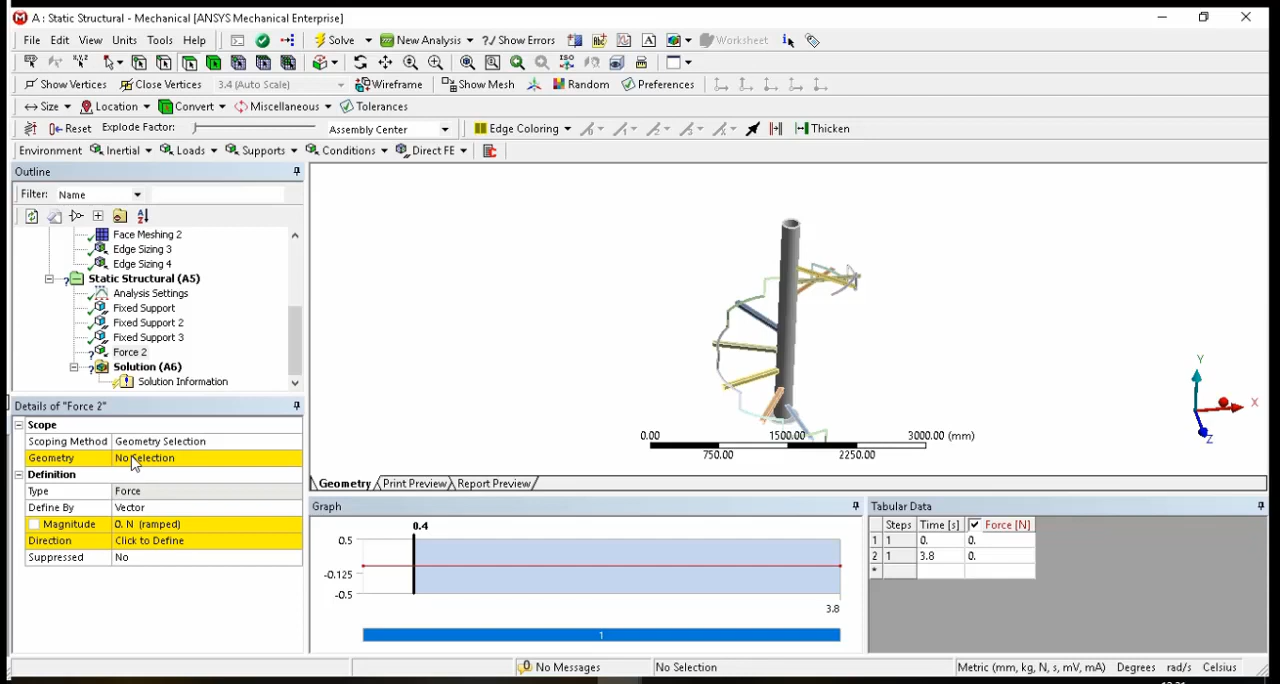 A : Static Structural - Mechanical [ANSYS Mechanical Enterprise]
File Edit View Units Tools Help Solve New Analysis ?/ Show Errors Worksheet
Show Vertices Close Vertices 3.4 (Auto Scale) Wireframe Show Mesh Random Preferences
Size Location Convert Miscellaneous Tolerances
Reset Explode Factor: Assembly Center Edge Coloring Thicken
Environment Inertial Loads Supports Conditions Direct FE
Outline
Filter: Name
Face Meshing 2
Edge Sizing 3
Edge Sizing 4
Static Structural (A5)
Analysis Settings
Fixed Support
Fixed Support 2
Fixed Support 3
Force 2
Solution (A6)
Solution Information
Details of "Force 2"
Scope
Scoping Method Geometry Selection
Geometry No Selection
Definition
Type Force
Define By Vector
Magnitude 0. N (ramped)
Direction Click to Define
Suppressed No
ISO
Y
X
Z
0.00 1500.00 3000.00 (mm)
750.00 2250.00
Geometry Print Preview Report Preview
Graph
0.4
0.5
-0.125
-0.5
3.8
1
Tabular Data
Steps Time [s] Force [N]
1 1 0. 0.
2 1 3.8 0.
*
No Messages No Selection Metric (mm, kg, N, s, mV, mA) Degrees rad/s Celsius